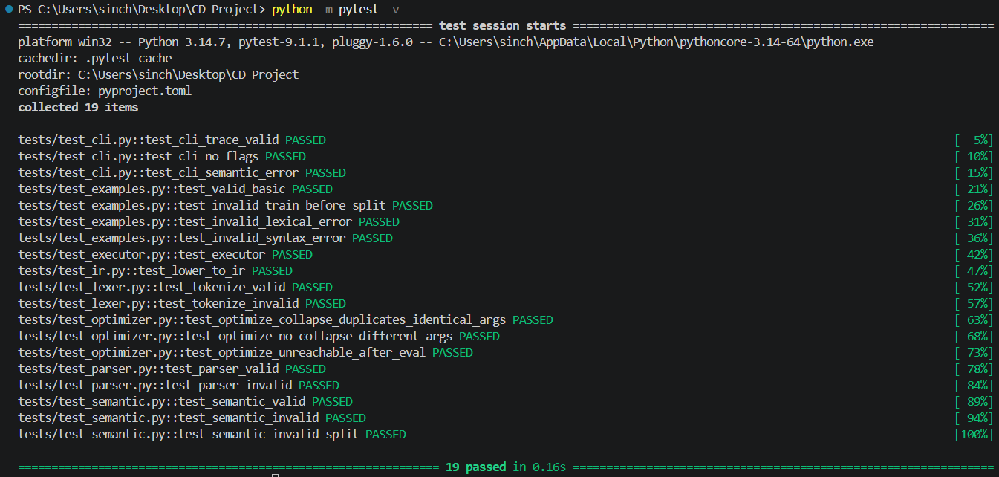 PS C:\Users\sinch\Desktop\CD Project> python -m pytest -v
============================================================== test session starts ===============================================================
platform win32 -- Python 3.14.7, pytest-9.1.1, pluggy-1.6.0 -- C:\Users\sinch\AppData\Local\Python\pythoncore-3.14-64\python.exe
cachedir: .pytest_cache
rootdir: C:\Users\sinch\Desktop\CD Project
configfile: pyproject.toml
collected 19 items
tests/test_cli.py::test_cli_trace_valid PASSED [  5%]
tests/test_cli.py::test_cli_no_flags PASSED [ 10%]
tests/test_cli.py::test_cli_semantic_error PASSED [ 15%]
tests/test_examples.py::test_valid_basic PASSED [ 21%]
tests/test_examples.py::test_invalid_train_before_split PASSED [ 26%]
tests/test_examples.py::test_invalid_lexical_error PASSED [ 31%]
tests/test_examples.py::test_invalid_syntax_error PASSED [ 36%]
tests/test_executor.py::test_executor PASSED [ 42%]
tests/test_ir.py::test_lower_to_ir PASSED [ 47%]
tests/test_lexer.py::test_tokenize_valid PASSED [ 52%]
tests/test_lexer.py::test_tokenize_invalid PASSED [ 57%]
tests/test_optimizer.py::test_optimize_collapse_duplicates_identical_args PASSED [ 63%]
tests/test_optimizer.py::test_optimize_no_collapse_different_args PASSED [ 68%]
tests/test_optimizer.py::test_optimize_unreachable_after_eval PASSED [ 73%]
tests/test_parser.py::test_parser_valid PASSED [ 78%]
tests/test_parser.py::test_parser_invalid PASSED [ 84%]
tests/test_semantic.py::test_semantic_valid PASSED [ 89%]
tests/test_semantic.py::test_semantic_invalid PASSED [ 94%]
tests/test_semantic.py::test_semantic_invalid_split PASSED [100%]
=============================================================== 19 passed in 0.16s ===============================================================